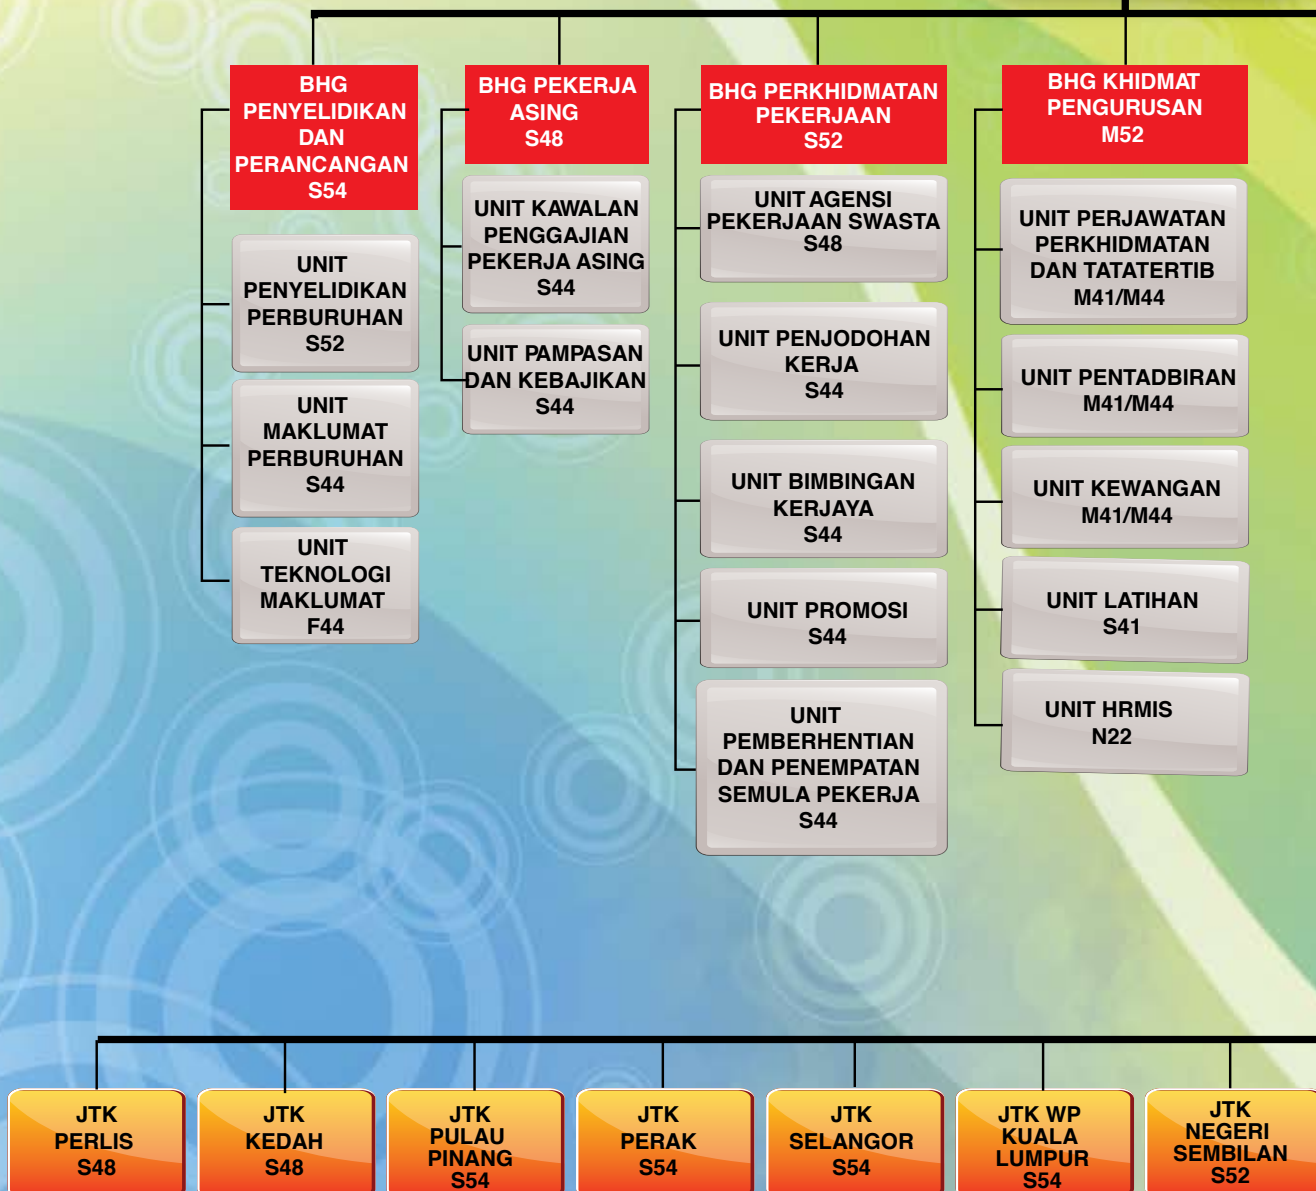 BHG
PENYELIDIKAN
DAN
PERANCANGAN
S54
UNIT
PENYELIDIKAN
PERBURUHAN
S52
UNIT
MAKLUMAT
PERBURUHAN
S44
UNIT
TEKNOLOGI
MAKLUMAT
F44
BHG PEKERJA
ASING
S48
UNIT KAWALAN
PENGGAJIAN
PEKERJA ASING
S44
UNIT PAMPASAN
DAN KEBAJIKAN
S44
BHG PERKHIDMATAN
PEKERJAAN
S52
UNIT AGENSI
PEKERJAAN SWASTA
S48
UNIT PENJODOHAN
KERJA
S44
UNIT BIMBINGAN
KERJAYA
S44
UNIT PROMOSI
S44
UNIT
PEMBERHENTIAN
DAN PENEMPATAN
SEMULA PEKERJA
S44
BHG KHIDMAT
PENGURUSAN
M52
UNIT PERJAWATAN
PERKHIDMATAN
DAN TATATERTIB
M41/M44
UNIT PENTADBIRAN
M41/M44
UNIT KEWANGAN
M41/M44
UNIT LATIHAN
S41
UNIT HRMIS
N22
JTK
PERLIS
S48
JTK
KEDAH
S48
JTK
PULAU
PINANG
S54
JTK
PERAK
S54
JTK
SELANGOR
S54
JTK WP
KUALA
LUMPUR
S54
JTK
NEGERI
SEMBILAN
S52